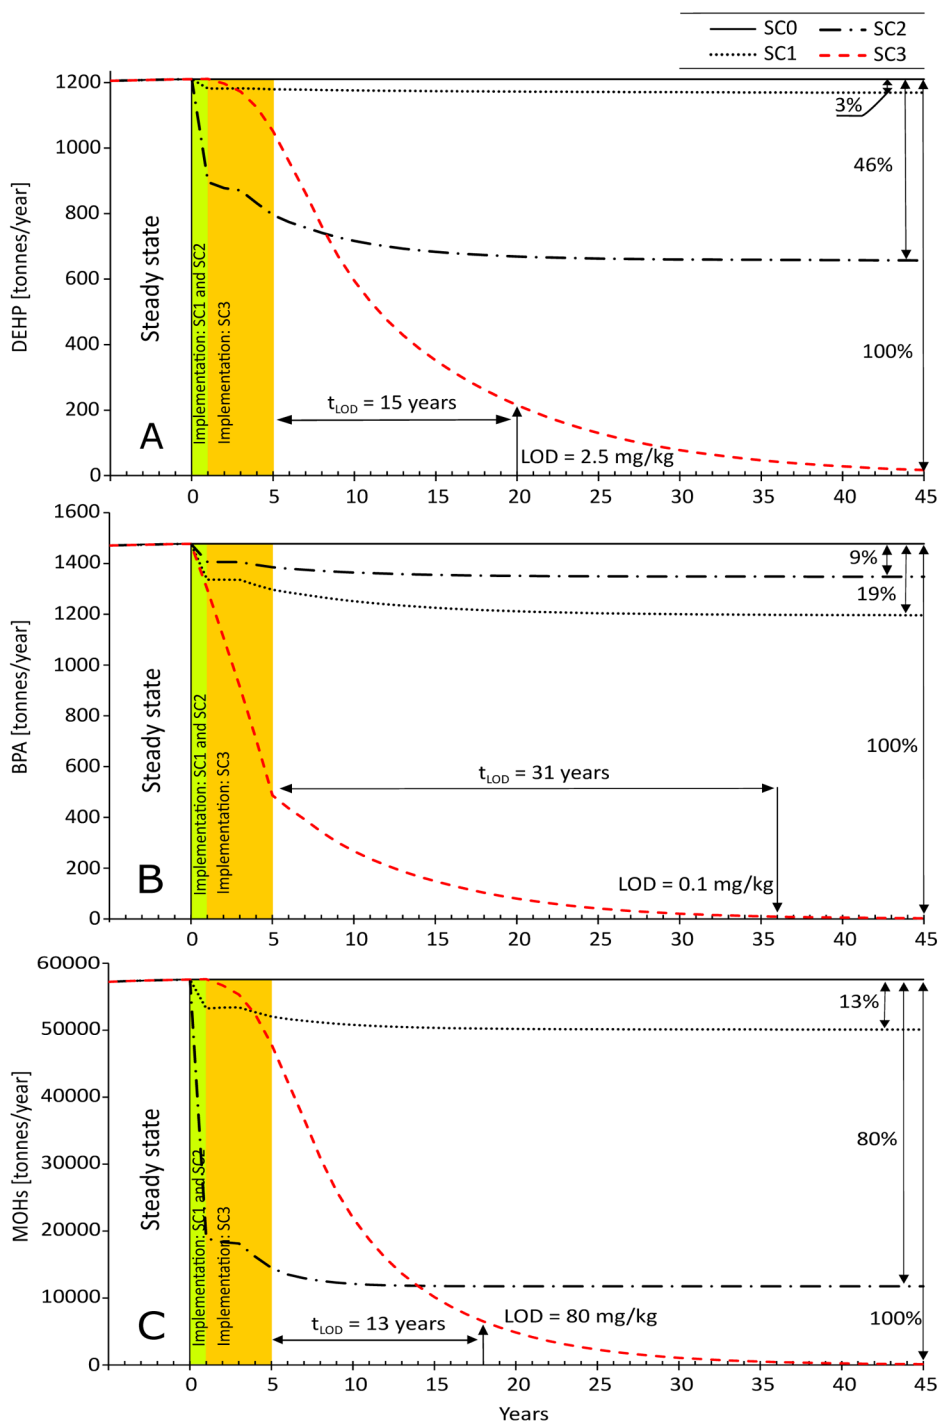 SC0 SC2
SC1 SC3
1200
1000
800
600
400
200
0
DEHP [tonnes/year]
Steady state
Implementation: SC1 and SC2
Implementation: SC3
3%
46%
100%
tLOD = 15 years
LOD = 2.5 mg/kg
A
0 5 10 15 20 25 30 35 40 45
1600
1400
1200
1000
800
600
400
200
0
BPA [tonnes/year]
Steady state
Implementation: SC1 and SC2
Implementation: SC3
9%
19%
100%
tLOD = 31 years
LOD = 0.1 mg/kg
B
0 5 10 15 20 25 30 35 40 45
60000
50000
40000
30000
20000
10000
0
MOHs [tonnes/year]
Steady state
Implementation: SC1 and SC2
Implementation: SC3
13%
80%
100%
tLOD = 13 years
LOD = 80 mg/kg
C
0 5 10 15 20 25 30 35 40 45
Years